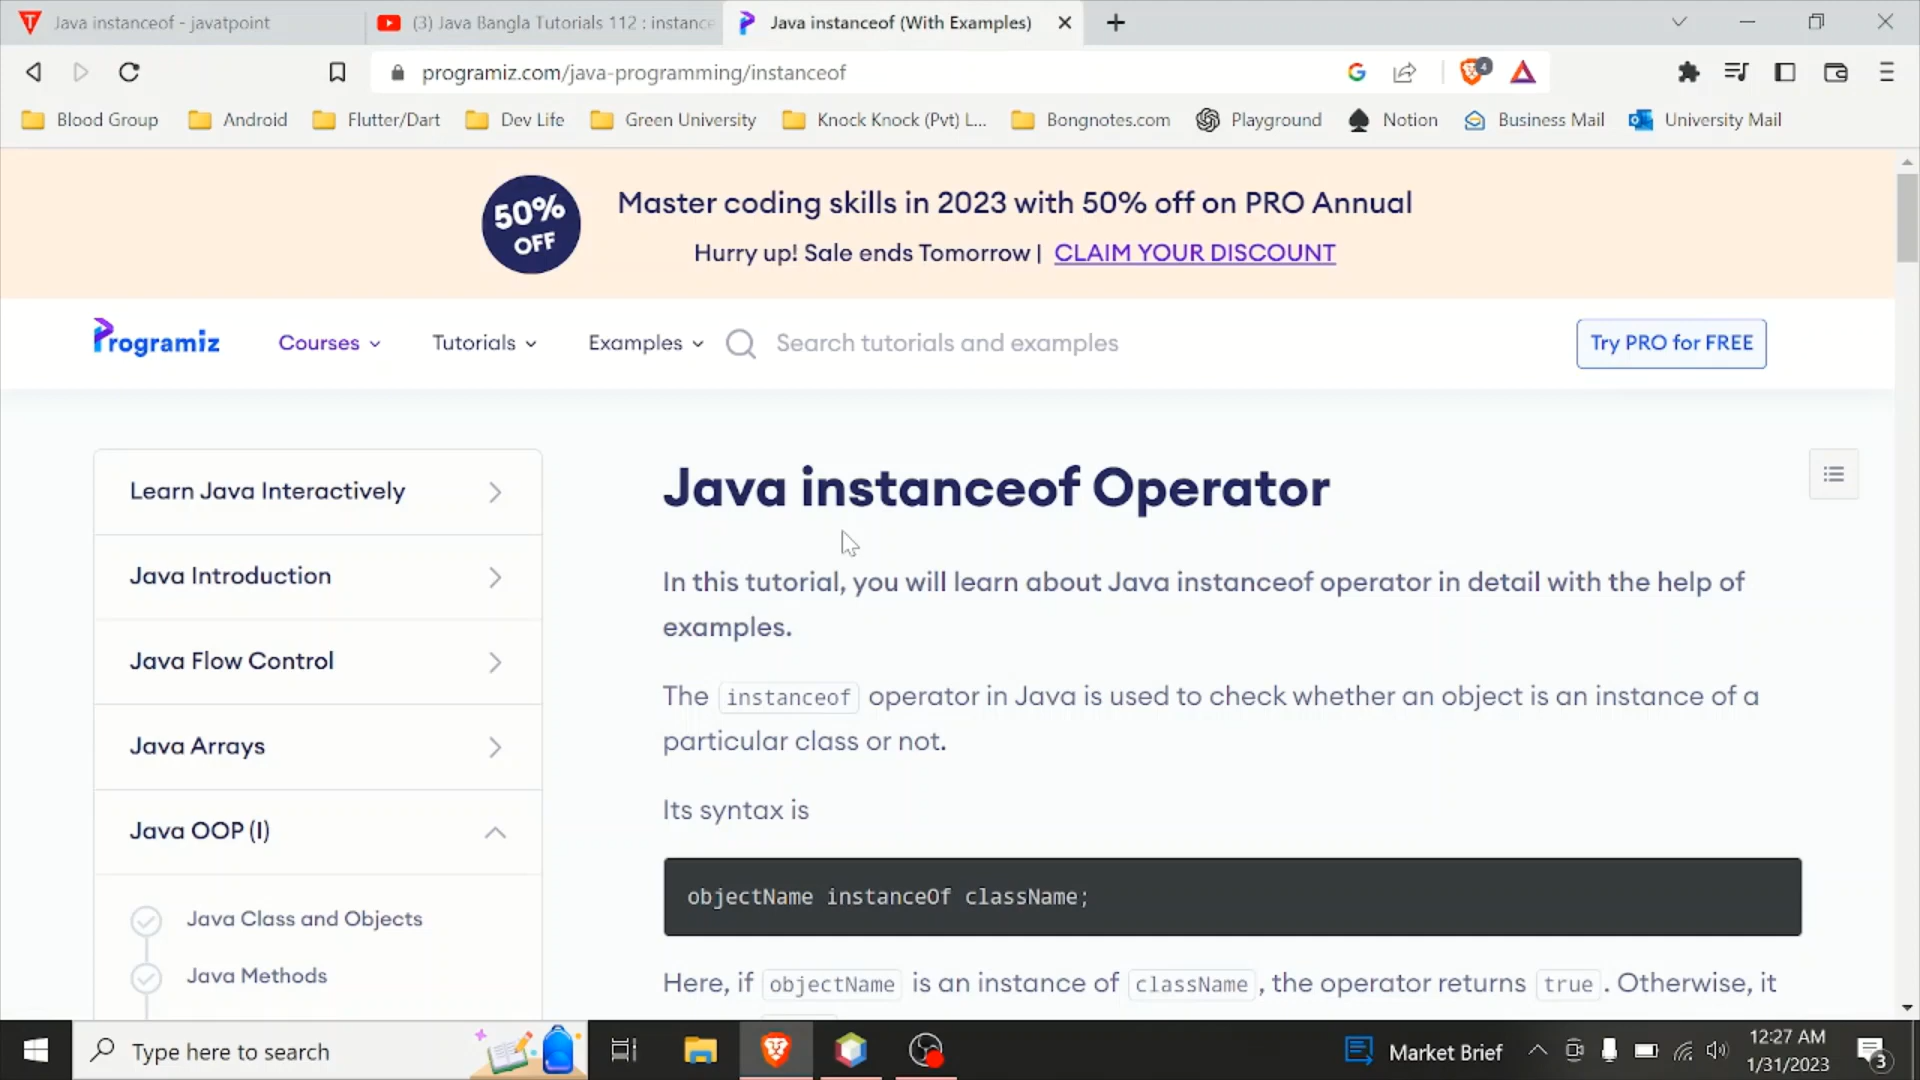 Java instanceof - javatpoint
(3) Java Bangla Tutorials 112 : instance
Java instanceof (With Examples)
programiz.com/java-programming/instanceof
4
Blood Group
Android
Flutter/Dart
Dev Life
Green University
Knock Knock (Pvt) L...
Bongnotes.com
Playground
Notion
Business Mail
University Mail
50%
OFF
Master coding skills in 2023 with 50% off on PRO Annual
Hurry up! Sale ends Tomorrow | CLAIM YOUR DISCOUNT
Programiz
Courses
Tutorials
Examples
Search tutorials and examples
Try PRO for FREE
Learn Java Interactively
Java Introduction
Java Flow Control
Java Arrays
Java OOP (I)
Java Class and Objects
Java Methods
Java instanceof Operator
In this tutorial, you will learn about Java instanceof operator in detail with the help of
examples.
The instanceof operator in Java is used to check whether an object is an instance of a
particular class or not.
Its syntax is
objectName instanceOf className;
Here, if objectName is an instance of className, the operator returns true. Otherwise, it
Type here to search
Market Brief
12:27 AM
1/31/2023
3